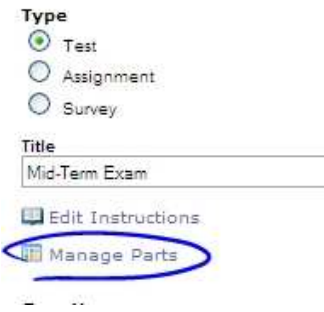 Type
Test
Assignment
Survey
Title
Mid-Term Exam
Edit Instructions
Manage Parts